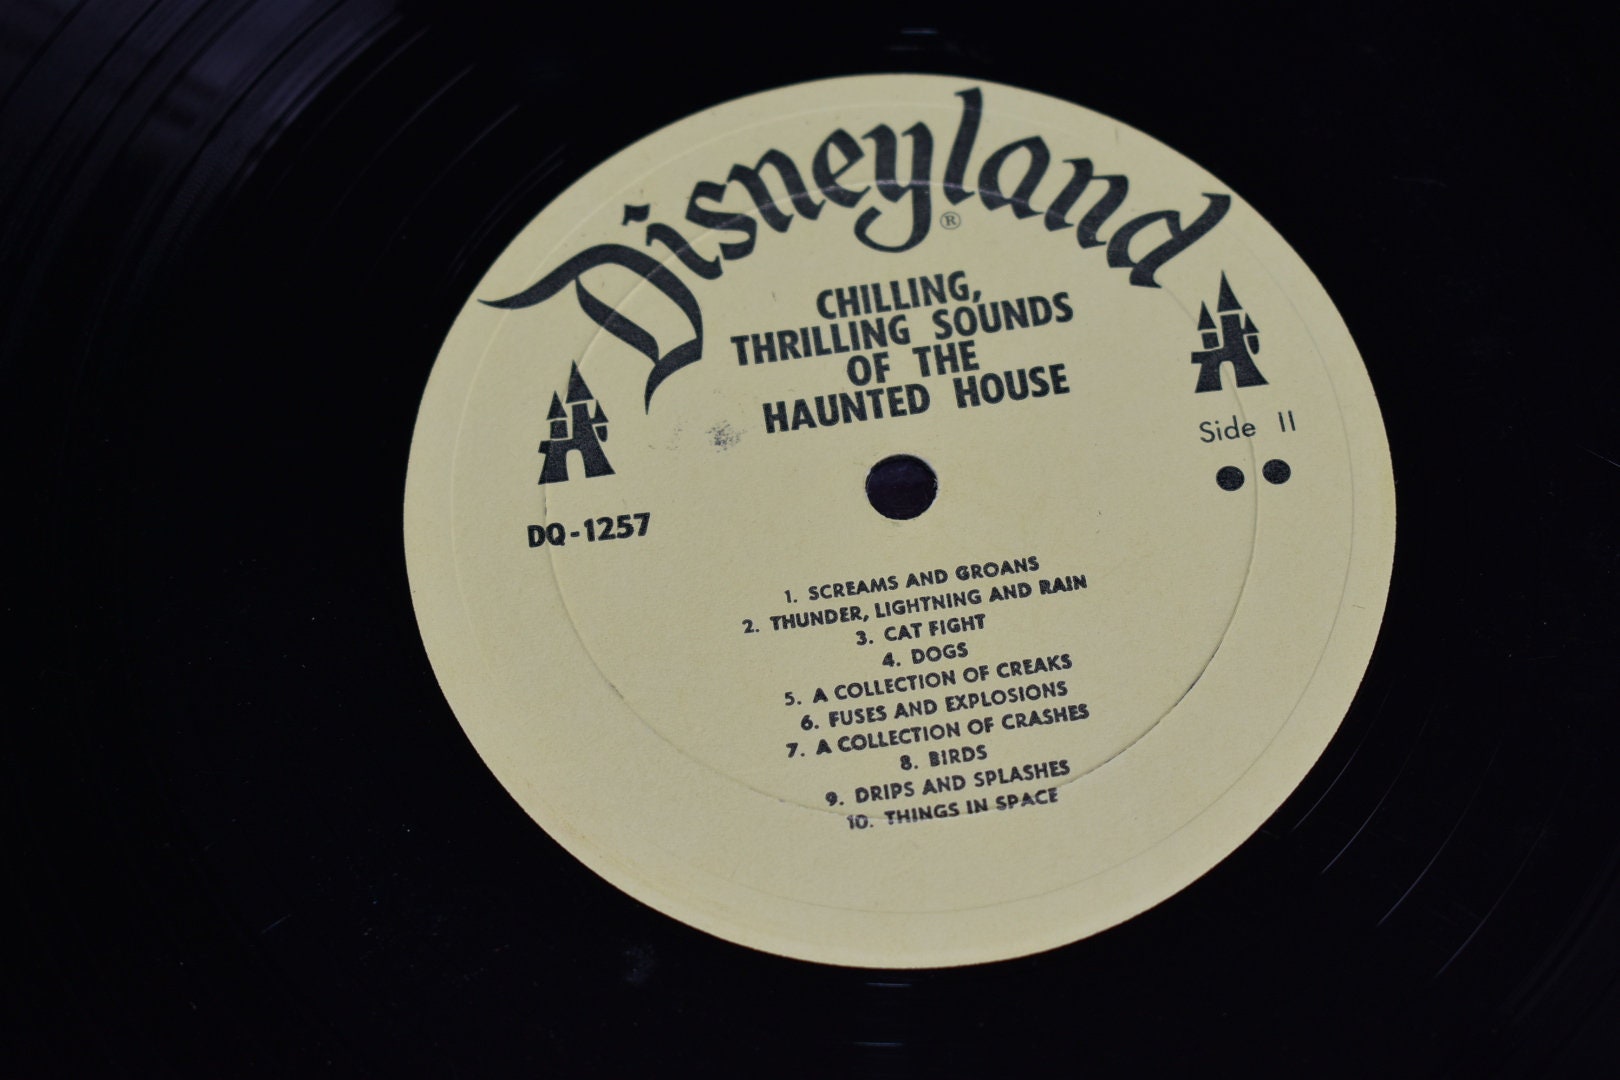 Disneyland
®
CHILLING,
THRILLING SOUNDS
OF THE
HAUNTED HOUSE
Side II
DQ-1257
1. SCREAMS AND GROANS
2. THUNDER, LIGHTNING AND RAIN
3. CAT FIGHT
4. DOGS
5. A COLLECTION OF CREAKS
6. FUSES AND EXPLOSIONS
7. A COLLECTION OF CRASHES
8. BIRDS
9. DRIPS AND SPLASHES
10. THINGS IN SPACE